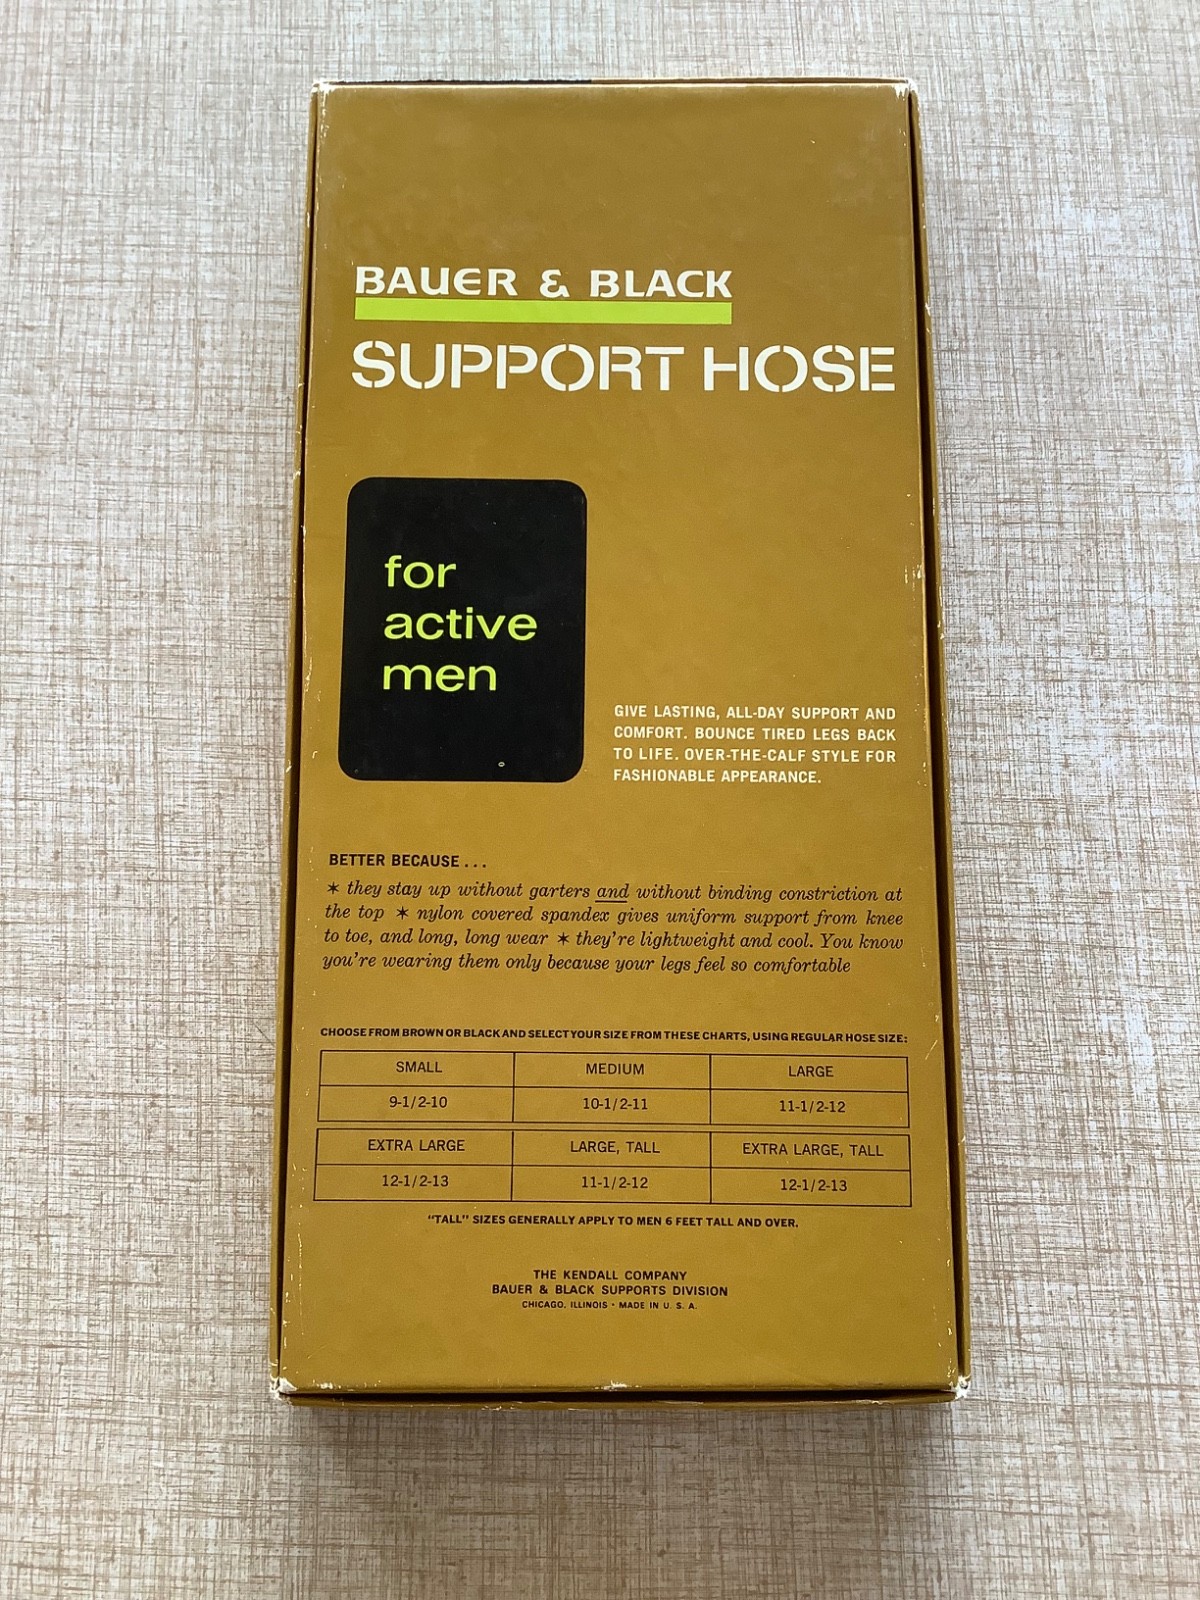 BAUER & BLACK
SUPPORT HOSE
for
active
men
GIVE LASTING, ALL-DAY SUPPORT AND
COMFORT. BOUNCE TIRED LEGS BACK
TO LIFE. OVER-THE-CALF STYLE FOR
FASHIONABLE APPEARANCE.
BETTER BECAUSE . . .
✶ they stay up without garters and without binding constriction at
the top ✶ nylon covered spandex gives uniform support from knee
to toe, and long, long wear ✶ they're lightweight and cool. You know
you're wearing them only because your legs feel so comfortable
CHOOSE FROM BROWN OR BLACK AND SELECT YOUR SIZE FROM THESE CHARTS, USING REGULAR HOSE SIZE:
SMALL MEDIUM LARGE
9-1/2-10 10-1/2-11 11-1/2-12
EXTRA LARGE LARGE, TALL EXTRA LARGE, TALL
12-1/2-13 11-1/2-12 12-1/2-13
"TALL" SIZES GENERALLY APPLY TO MEN 6 FEET TALL AND OVER.
THE KENDALL COMPANY
BAUER & BLACK SUPPORTS DIVISION
CHICAGO, ILLINOIS • MADE IN U. S. A.